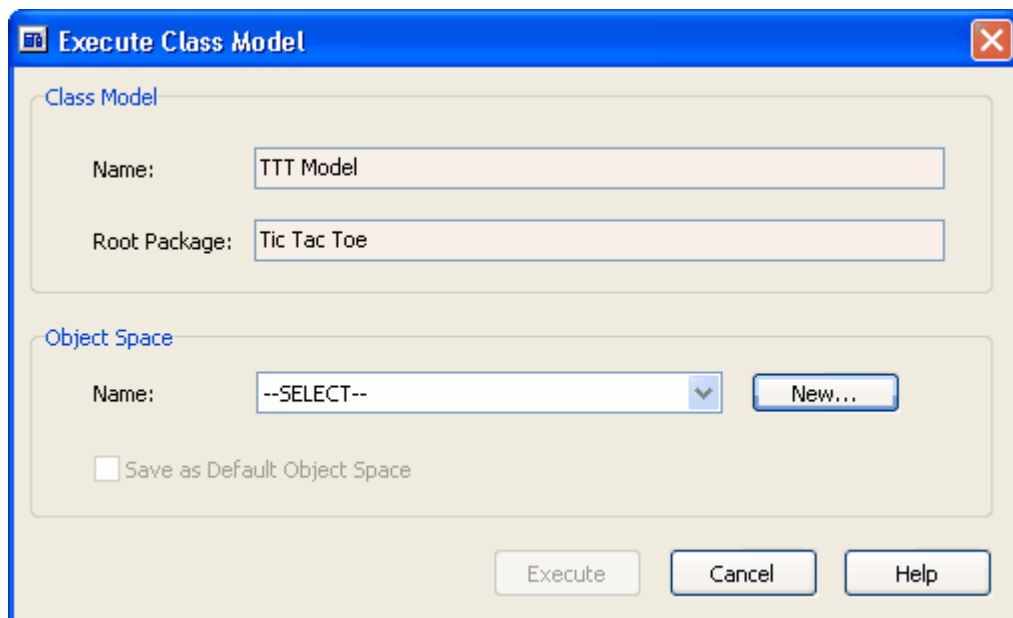 Execute Class Model
Class Model
Name: TTT Model
Root Package: Tic Tac Toe
Object Space
Name: --SELECT-- New...
Save as Default Object Space
Execute Cancel Help